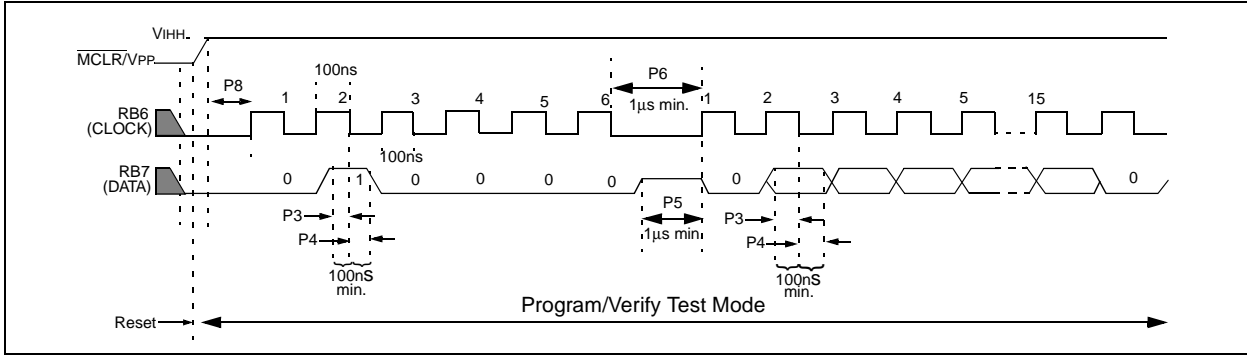 VIHH
MCLR/VPP
100ns
P8
P6
1 2 3 4 5 6
1µs min.
1 2 3 4 5 15
RB6
(CLOCK)
100ns
RB7
(DATA)
0 1 0 0 0 0
0
0
P5
1µs min
P3
P4
100ns
min.
P3
P4
100ns
min.
Program/Verify Test Mode
Reset